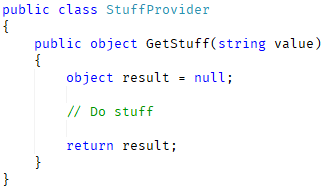 public class StuffProvider
{
    public object GetStuff(string value)
    {
        object result = null;

        // Do stuff

        return result;
    }
}